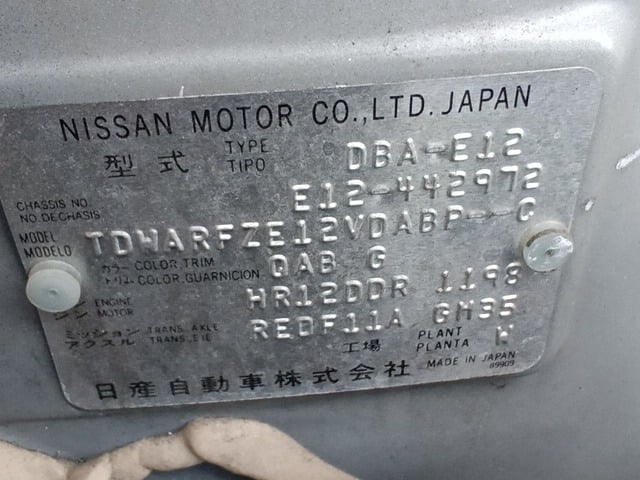 NISSAN MOTOR CO.,LTD. JAPAN
型式 TYPE TIPO DBA-E12
CHASSIS NO. NO.DE CHASIS E12-442972
MODEL MODELO TDWARFZE12VDABP--C
カラー トリム COLOR,TRIM COLOR,GUARNICION QAB G
エンジン ENGINE MOTOR HR12DDR 1198
ミッション アクスル TRANS. AXLE TRANS. EJE REDF11A GH35
工場 PLANT PLANTA W
日産自動車株式会社 MADE IN JAPAN
89909